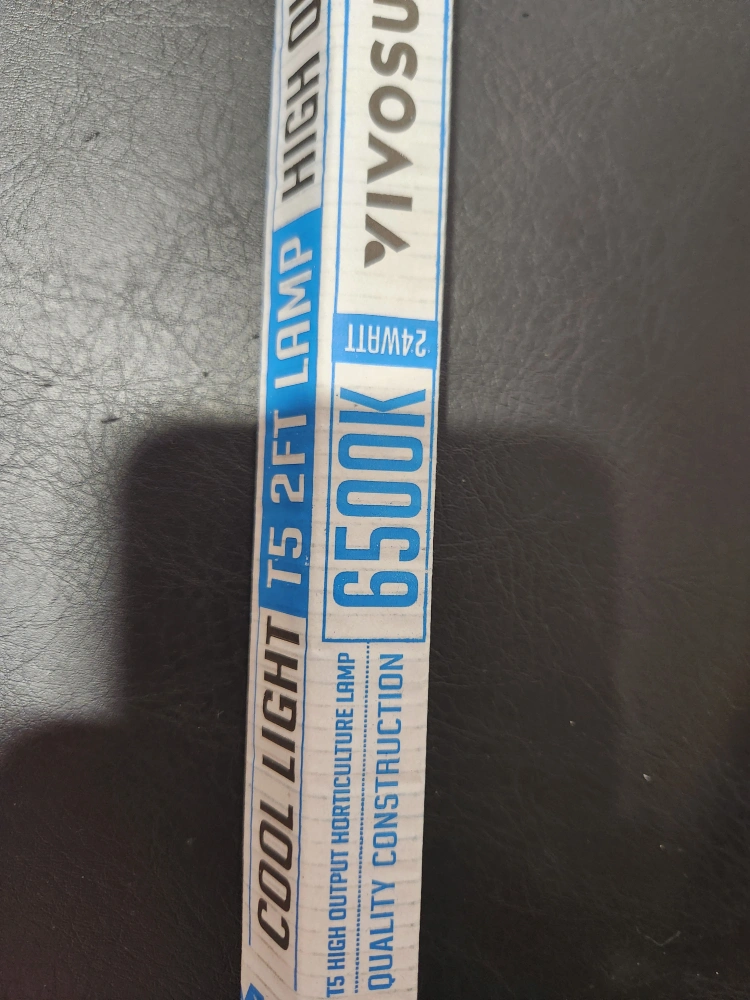 COOL LIGHT T5 2FT LAMP HIGH
T5 HIGH OUTPUT HORTICULTURE LAMP
QUALITY CONSTRUCTION
6500K
24WATT
VIVOSU